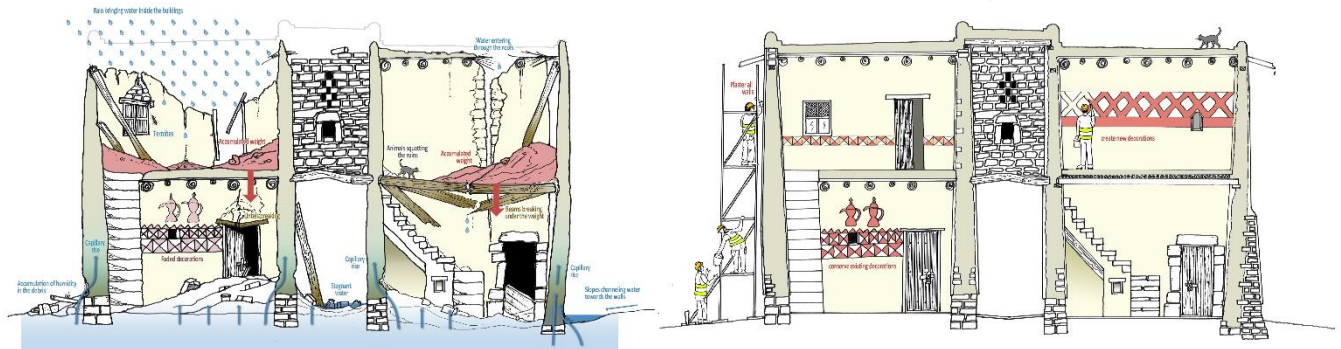 Rain bringing water inside the buildings
Water entering
through the roofs
Termites
Accumulated weight
Animals squatting
the ruins
Accumulated
weight
Lintels breaking
Beams breaking
under the weight
Capillary
rise
Faded decorations
Capillary
rise
Capillary
rise
Accumulation of humidity
in the debris
Stagnant
water
Slopes channeling water
towards the walls
Plaster all
walls
create new decorations
conserve existing decorations